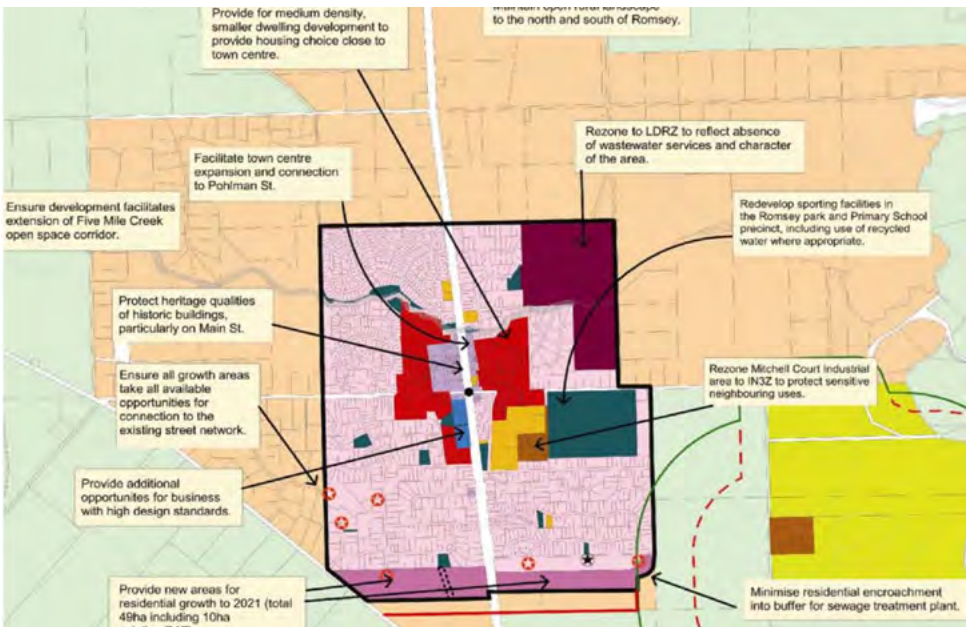 Provide for medium density,
smaller dwelling development to
provide housing choice close to
town centre.
Maintain open rural landscape
to the north and south of Romsey.
Rezone to LDRZ to reflect absence
of wastewater services and character
of the area.
Facilitate town centre
expansion and connection
to Pohlman St.
Ensure development facilitates
extension of Five Mile Creek
open space corridor.
Redevelop sporting facilities in
the Romsey park and Primary School
precinct, including use of recycled
water where appropriate.
Protect heritage qualities
of historic buildings,
particularly on Main St.
Ensure all growth areas
take all available
opportunities for
connection to the
existing street network.
Rezone Mitchell Court Industrial
area to IN3Z to protect sensitive
neighbouring uses.
Provide additional
opportunites for business
with high design standards.
Provide new areas for
residential growth to 2021 (total
49ha including 10ha
Minimise residential encroachment
into buffer for sewage treatment plant.